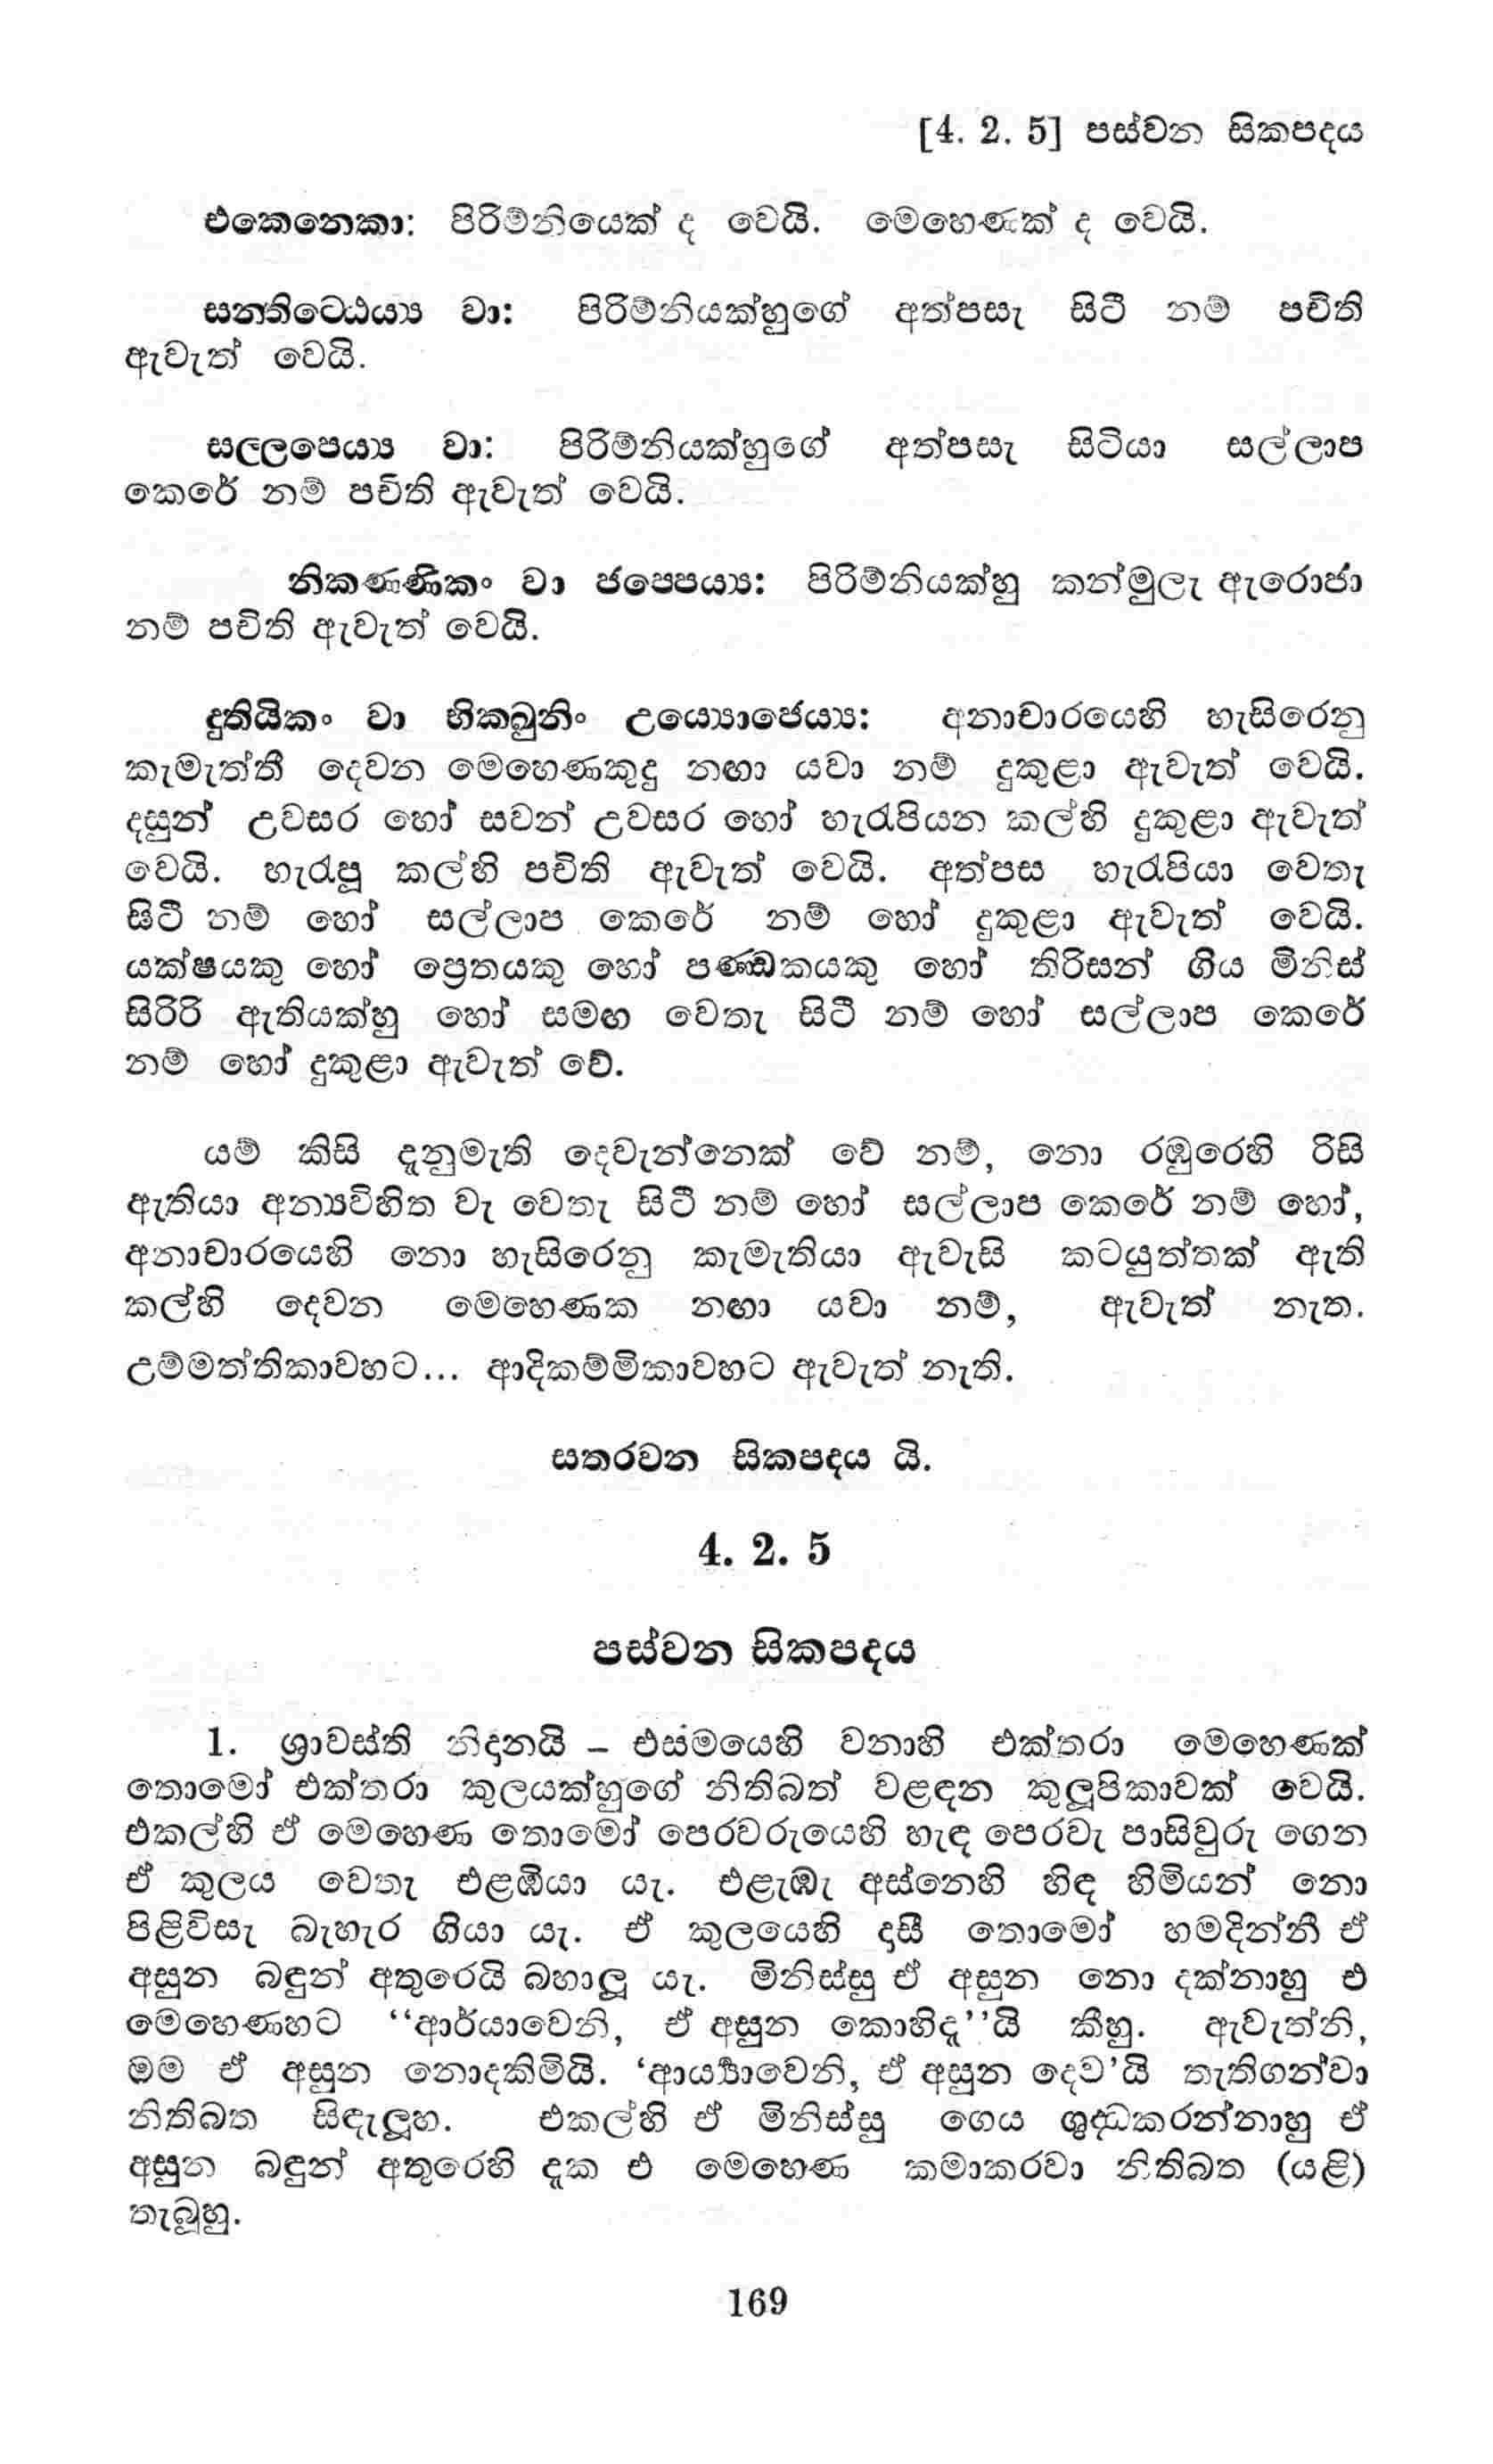 [4. 2. 5] පස්වන සිකපදය
එකෙනෙකා: පිරිම්නියෙක් ද වෙයි. මෙහෙණක් ද වෙයි.
සන්තිට්ඨෙය්‍ය වා: පිරිම්නියක්හුගේ අත්පසැ සිටී නම් පචිති
ඇවැත් වෙයි.
සල්ලපෙය්‍ය වා: පිරිම්නියක්හුගේ අත්පසැ සිටියා සල්ලාප
කෙරේ නම් පචිති ඇවැත් වෙයි.
නිකණ්ණිකං වා ජප්පෙය්‍ය: පිරිම්නියක්හු කන්මුලැ ඇරොජා
නම් පචිති ඇවැත් වෙයි.
දුතියිකං වා භික්ඛුනිං උය්‍යොජෙය්‍ය: අනාචාරයෙහි හැසිරෙනු
කැමැත්තී දෙවන මෙහෙණකුදු නඟා යවා නම් දුකුළා ඇවැත් වෙයි.
දසුන් උවසර හෝ සවන් උවසර හෝ හැරැපියන කල්හි දුකුළා ඇවැත්
වෙයි. හැරැපූ කල්හි පචිති ඇවැත් වෙයි. අත්පස හැරැපියා වෙතැ
සිටී නම් හෝ සල්ලාප කෙරේ නම් හෝ දුකුළා ඇවැත් වෙයි.
යක්ෂයකු හෝ ප්‍රෙතයකු හෝ පණ්ඩකයකු හෝ තිරිසන් ගිය මිනිස්
සිරිරි ඇතියක්හු හෝ සමඟ වෙතැ සිටී නම් හෝ සල්ලාප කෙරේ
නම් හෝ දුකුළා ඇවැත් වේ.
යම් කිසි දැනුමැති දෙවැන්නෙක් වේ නම්, නො රඹුරෙහි රිසි
ඇතියා අන්‍යවිහිත වැ වෙතැ සිටී නම් හෝ සල්ලාප කෙරේ නම් හෝ,
අනාචාරයෙහි නො හැසිරෙනු කැමැතියා ඇවැසි කටයුත්තක් ඇති
කල්හි දෙවන මෙහෙණක නඟා යවා නම්, ඇවැත් නැත.
උම්මත්තිකාවහට... ආදිකම්මිකාවහට ඇවැත් නැති.
සතරවන සිකපදය යි.
4. 2. 5
පස්වන සිකපදය
1. ශ්‍රාවස්ති නිදානයි – එසමයෙහි වනාහි එක්තරා මෙහෙණක්
තොමෝ එක්තරා කුලයක්හුගේ නිතිබත් වළඳන කුලූපිකාවක් වෙයි.
එකල්හි ඒ මෙහෙණ තොමෝ පෙරවරුයෙහි හැඳ පෙරවැ පාසිවුරු ගෙන
ඒ කුලය වෙතැ එළඹියා යැ. එළැඹැ අස්නෙහි හිඳ හිමියන් නො
පිළිවිසැ බැහැර ගියා යැ. ඒ කුලයෙහි දාසී තොමෝ හමදින්නී ඒ
අසුන බඳුන් අතුරෙයි බහාලූ යැ. මිනිස්සු ඒ අසුන නො දක්නාහු එ
මෙහෙණහට “ආර්යාවෙනි, ඒ අසුන කොහිදැ”යි කීහු. ඇවැත්නි,
ඔම ඒ අසුන නොදකිමියි. ‘ආර්‍ය්‍යාවෙනි, ඒ අසුන දෙව’යි තැතිගන්වා
නිතිබත සිඳැලූහ. එකල්හි ඒ මිනිස්සු ගෙය ශුද්ධකරන්නාහු ඒ
අසුන බඳුන් අතුරෙහි දැක එ මෙහෙණ කමාකරවා නිතිබත (යළි)
තැබූහු.
169